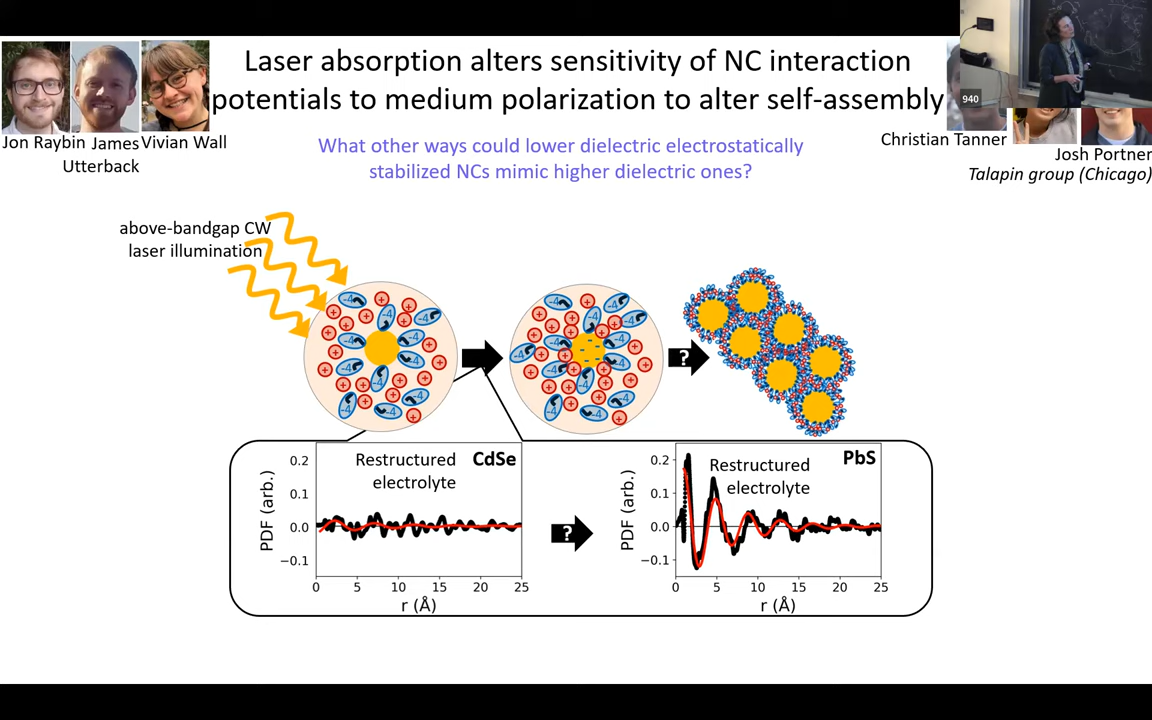 Laser absorption alters sensitivity of NC interaction
potentials to medium polarization to alter self-assembly
Jon Raybin
James
Utterback
Vivian Wall
What other ways could lower dielectric electrostatically
stabilized NCs mimic higher dielectric ones?
940
Christian Tanner
Josh Portner
Talapin group (Chicago)
above-bandgap CW
laser illumination
-4
+
?
Restructured
electrolyte
CdSe
PDF (arb.)
0.2
0.1
0.0
−0.1
0 5 10 15 20 25
r (Å)
?
Restructured
electrolyte
PbS
PDF (arb.)
0.2
0.1
0.0
−0.1
0 5 10 15 20 25
r (Å)